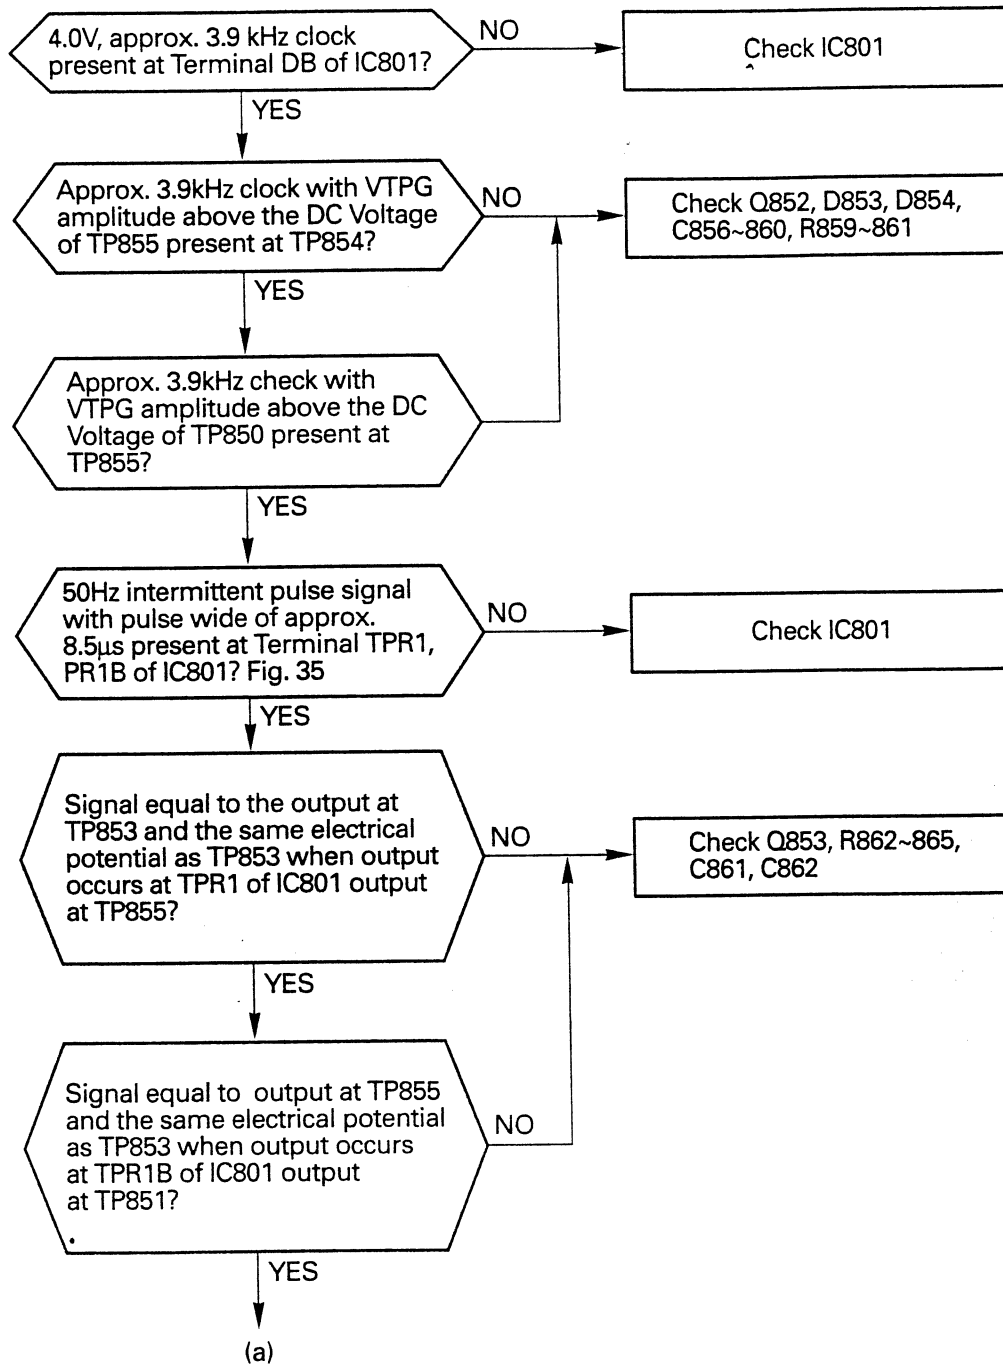 4.0V, approx. 3.9 kHz clock
present at Terminal DB of IC801?
NO
Check IC801
YES
Approx. 3.9kHz clock with VTPG
amplitude above the DC Voltage
of TP855 present at TP854?
NO
Check Q852, D853, D854,
C856~860, R859~861
YES
Approx. 3.9kHz check with
VTPG amplitude above the DC
Voltage of TP850 present at
TP855?
YES
50Hz intermittent pulse signal
with pulse wide of approx.
8.5µs present at Terminal TPR1,
PR1B of IC801? Fig. 35
NO
Check IC801
YES
Signal equal to the output at
TP853 and the same electrical
potential as TP853 when output
occurs at TPR1 of IC801 output
at TP855?
NO
Check Q853, R862~865,
C861, C862
YES
Signal equal to output at TP855
and the same electrical potential
as TP853 when output occurs
at TPR1B of IC801 output
at TP851?
NO
YES
(a)